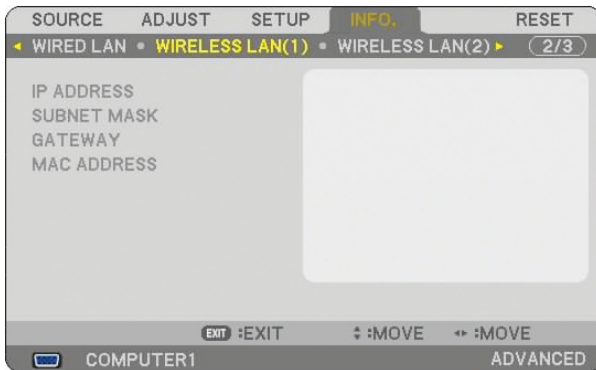 SOURCE ADJUST SETUP INFO. RESET
WIRED LAN • WIRELESS LAN(1) • WIRELESS LAN(2) 2/3
IP ADDRESS
SUBNET MASK
GATEWAY
MAC ADDRESS
EXIT :EXIT :MOVE :MOVE
COMPUTER1 ADVANCED